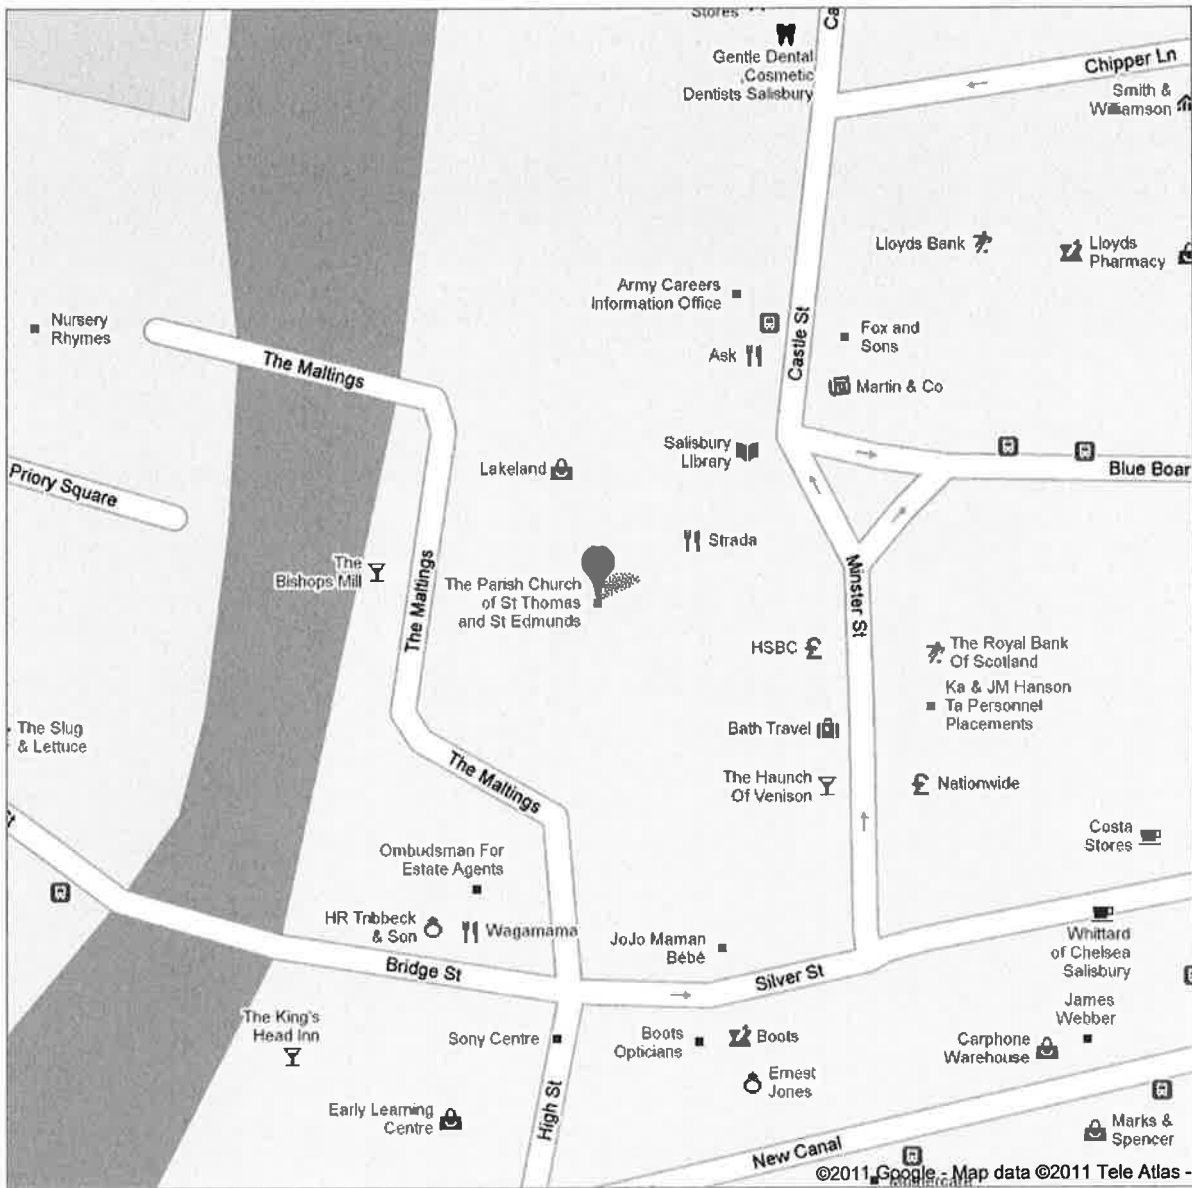 Stores
Gentle Dental
,Cosmetic
Dentists Salisbury
Ca
Chipper Ln
Smith &
Lloyds Bank
Lloyds
Pharmacy
Army Careers
Information Office
Nursery
Rhymes
The Maltings
Ask
Castle St
Fox and
Sons
Martin & Co
Priory Square
Lakeland
Salisbury
Library
Blue Boar
The
Bishops Mill
The Maltings
The Parish Church
of St Thomas
and St Edmunds
Strada
Minster St
HSBC
The Royal Bank
Of Scotland
Ka & JM Hanson
Ta Personnel
Placements
The Slug
& Lettuce
Bath Travel
The Maltings
The Haunch
Of Venison
Nationwide
St
Costa
Stores
Ombudsman For
Estate Agents
HR Tribbeck
& Son
Wagamama
JoJo Maman
Bébé
Whittard
of Chelsea
Salisbury
Bridge St
Silver St
The King's
Head Inn
Sony Centre
Boots
Opticians
Boots
James
Webber
Carphone
Warehouse
Ernest
Jones
Early Learning
Centre
High St
Marks &
Spencer
New Canal
©2011 Google - Map data ©2011 Tele Atlas -